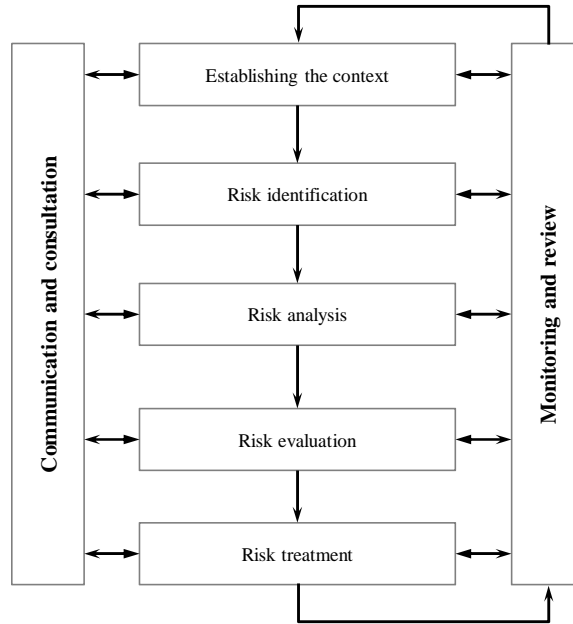 Establishing the context
Communication and consultation
Risk identification
Monitoring and review
Risk analysis
Risk evaluation
Risk treatment